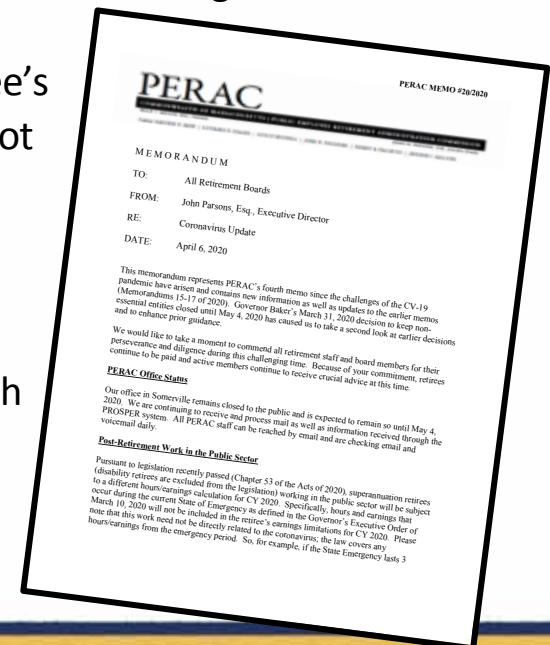 ee's
ot
h
PERAC MEMO #20/2020
PERAC
COMMONWEALTH OF MASSACHUSETTS | PUBLIC EMPLOYEE RETIREMENT ADMINISTRATION COMMISSION
MEMORANDUM
TO: All Retirement Boards
FROM: John Parsons, Esq., Executive Director
RE: Coronavirus Update
DATE: April 6, 2020
This memorandum represents PERAC's fourth memo since the challenges of the CV-19
pandemic have arisen and contains new information as well as updates to the earlier memos
(Memorandums 15-17 of 2020). Governor Baker's March 31, 2020 decision to keep non-
essential entities closed until May 4, 2020 has caused us to take a second look at earlier decisions
and to enhance prior guidance.
We would like to take a moment to commend all retirement staff and board members for their
perseverance and diligence during this challenging time. Because of your commitment, retirees
continue to be paid and active members continue to receive crucial advice at this time.
PERAC Office Status
Our office in Somerville remains closed to the public and is expected to remain so until May 4,
2020. We are continuing to receive and process mail as well as information received through the
PROSPER system. All PERAC staff can be reached by email and are checking email and
voicemail daily.
Post-Retirement Work in the Public Sector
Pursuant to legislation recently passed (Chapter 53 of the Acts of 2020), superannuation retirees
(disability retirees are excluded from the legislation) working in the public sector will be subject
to a different hours/earnings calculation for CY 2020. Specifically, hours and earnings that
occur during the current State of Emergency as defined in the Governor's Executive Order of
March 10, 2020 will not be included in the retiree's earnings limitations for CY 2020. Please
note that this work need not be directly related to the coronavirus; the law covers any
hours/earnings from the emergency period. So, for example, if the State Emergency lasts 3